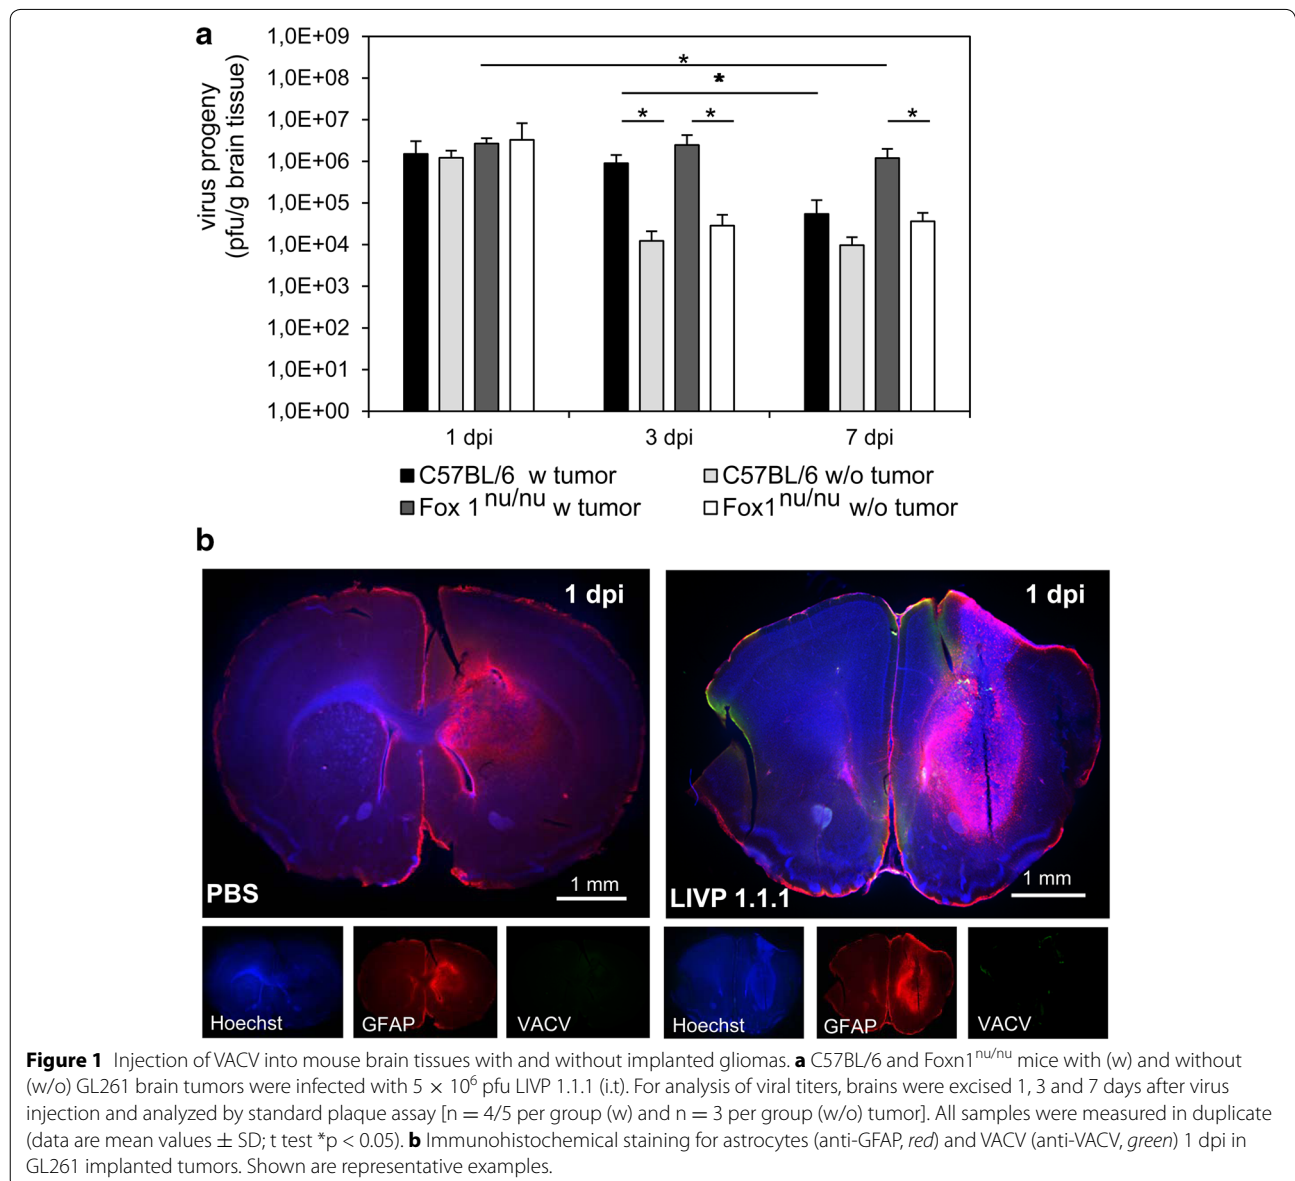 a
virus progeny
(pfu/g brain tissue)
1,0E+09
1,0E+08
1,0E+07
1,0E+06
1,0E+05
1,0E+04
1,0E+03
1,0E+02
1,0E+01
1,0E+00
*
*
* *
*
1 dpi 3 dpi 7 dpi
C57BL/6 w tumor C57BL/6 w/o tumor
Fox 1nu/nu w tumor Fox1nu/nu w/o tumor
b
1 dpi 1 dpi
PBS 1 mm LIVP 1.1.1 1 mm
Hoechst GFAP VACV Hoechst GFAP VACV
Figure 1 Injection of VACV into mouse brain tissues with and without implanted gliomas. a C57BL/6 and Foxn1nu/nu mice with (w) and without
(w/o) GL261 brain tumors were infected with 5 × 10⁶ pfu LIVP 1.1.1 (i.t). For analysis of viral titers, brains were excised 1, 3 and 7 days after virus
injection and analyzed by standard plaque assay [n = 4/5 per group (w) and n = 3 per group (w/o) tumor]. All samples were measured in duplicate
(data are mean values ± SD; t test *p < 0.05). b Immunohistochemical staining for astrocytes (anti-GFAP, red) and VACV (anti-VACV, green) 1 dpi in
GL261 implanted tumors. Shown are representative examples.